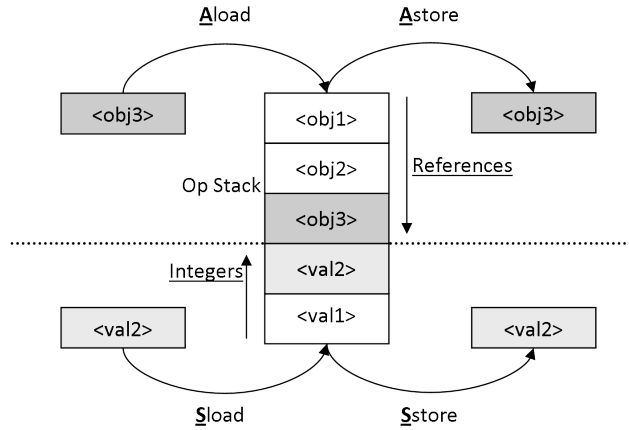 Aload
Astore
<obj3>
<obj1>
<obj3>
<obj2>
References
Op Stack
<obj3>
Integers
<val2>
<val2>
<val1>
<val2>
Sload
Sstore